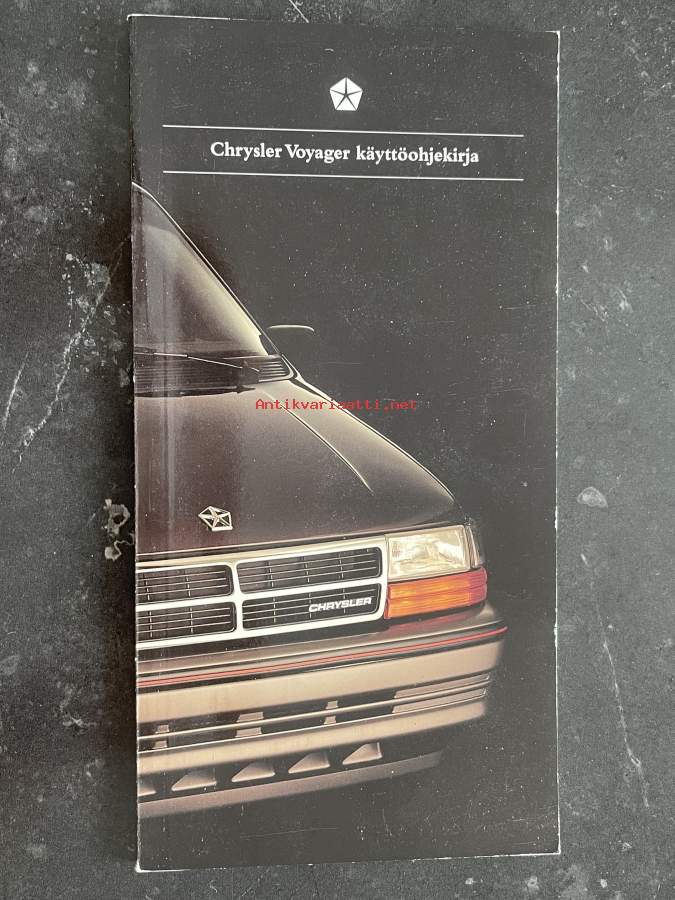 Chrysler Voyager käyttöohjekirja
Antikvariaatti.net
CHRYSLER